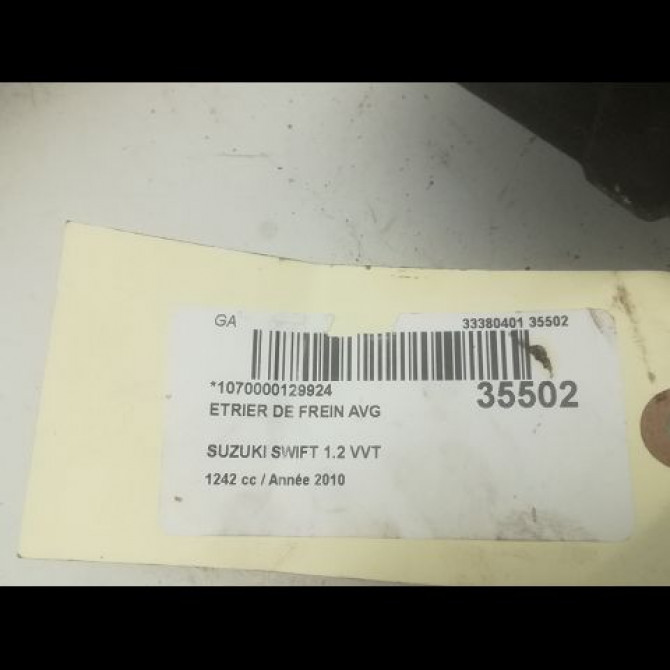 GA 33380401 35502
*1070000129924 35502
ETRIER DE FREIN AVG
SUZUKI SWIFT 1.2 VVT
1242 cc / Année 2010